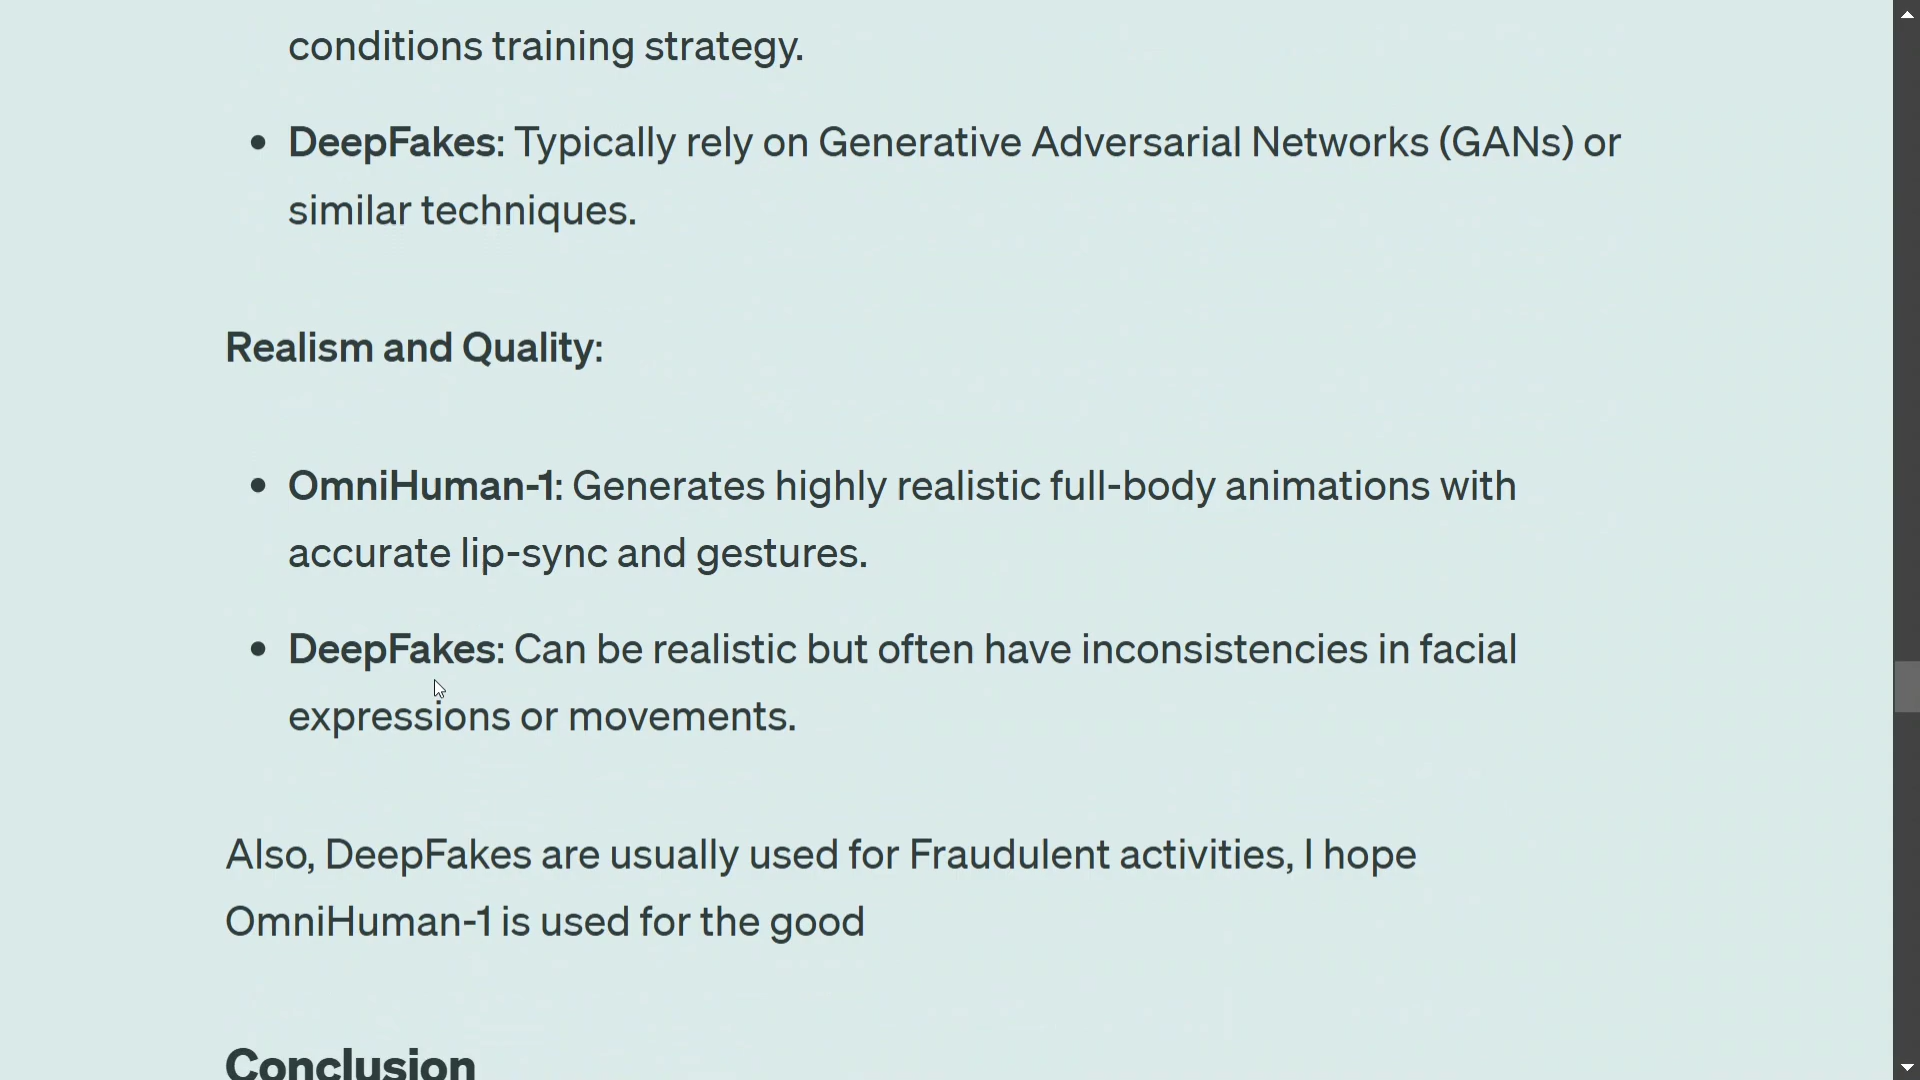 conditions training strategy.
DeepFakes: Typically rely on Generative Adversarial Networks (GANs) or
similar techniques.
Realism and Quality:
OmniHuman-1: Generates highly realistic full-body animations with
accurate lip-sync and gestures.
DeepFakes: Can be realistic but often have inconsistencies in facial
expressions or movements.
Also, DeepFakes are usually used for Fraudulent activities, I hope
OmniHuman-1 is used for the good
Conclusion